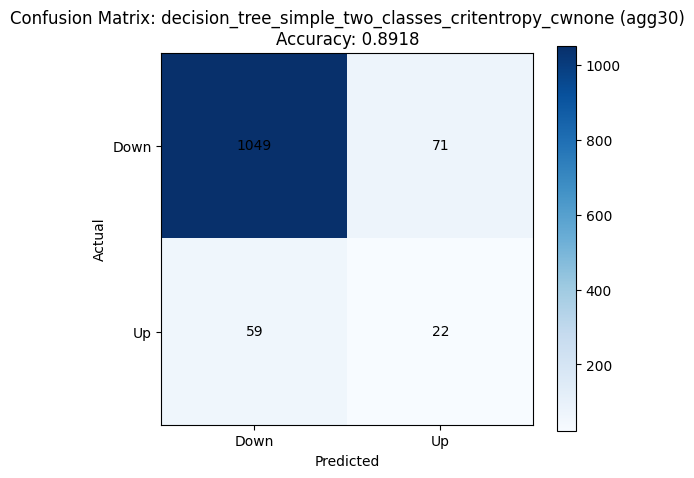 Confusion Matrix: decision_tree_simple_two_classes_critentropy_cwnone (agg30)
Accuracy: 0.8918
1000
Down
1049
71
800
Actual
600
400
Up
59
22
200
Down
Up
Predicted